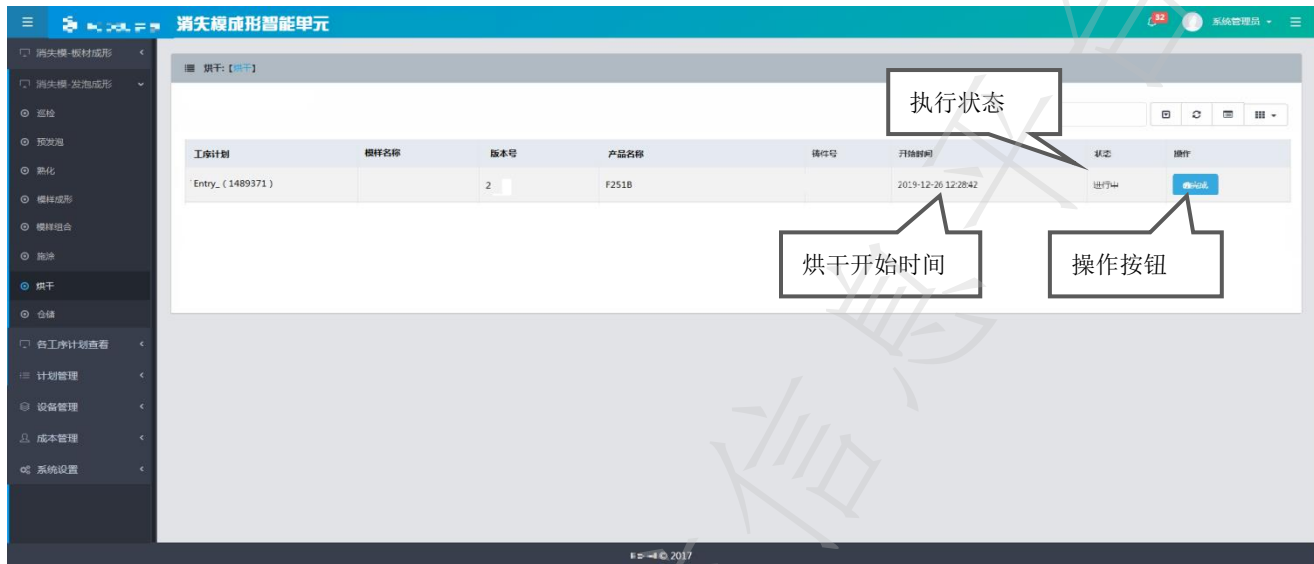 消失模成形智能单元
32
系统管理员
消失模-板材成形
消失模-发泡成形
巡检
预发泡
熟化
模样成形
模样组合
施涂
烘干
仓储
各工序计划查看
计划管理
设备管理
成本管理
系统设置
烘干:【烘干】
执行状态
工序计划 模样名称 版本号 产品名称 铸件号 开始时间 状态 操作
Entry_ ( 1489371 ) 2 F251B 2019-12-26 12:28:42 进行中 完成
烘干开始时间 操作按钮
© 2017